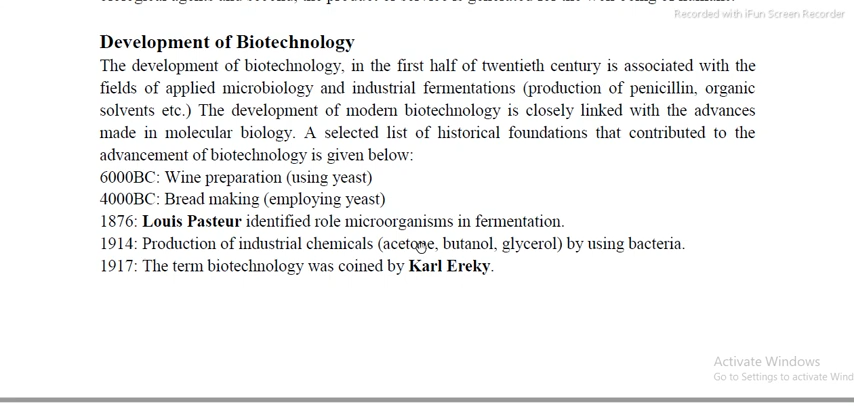 Recorded with iFun Screen Recorder
Development of Biotechnology
The development of biotechnology, in the first half of twentieth century is associated with the
fields of applied microbiology and industrial fermentations (production of penicillin, organic
solvents etc.) The development of modern biotechnology is closely linked with the advances
made in molecular biology. A selected list of historical foundations that contributed to the
advancement of biotechnology is given below:
6000BC: Wine preparation (using yeast)
4000BC: Bread making (employing yeast)
1876: Louis Pasteur identified role microorganisms in fermentation.
1914: Production of industrial chemicals (acetone, butanol, glycerol) by using bacteria.
1917: The term biotechnology was coined by Karl Ereky.
Activate Windows
Go to Settings to activate Wind